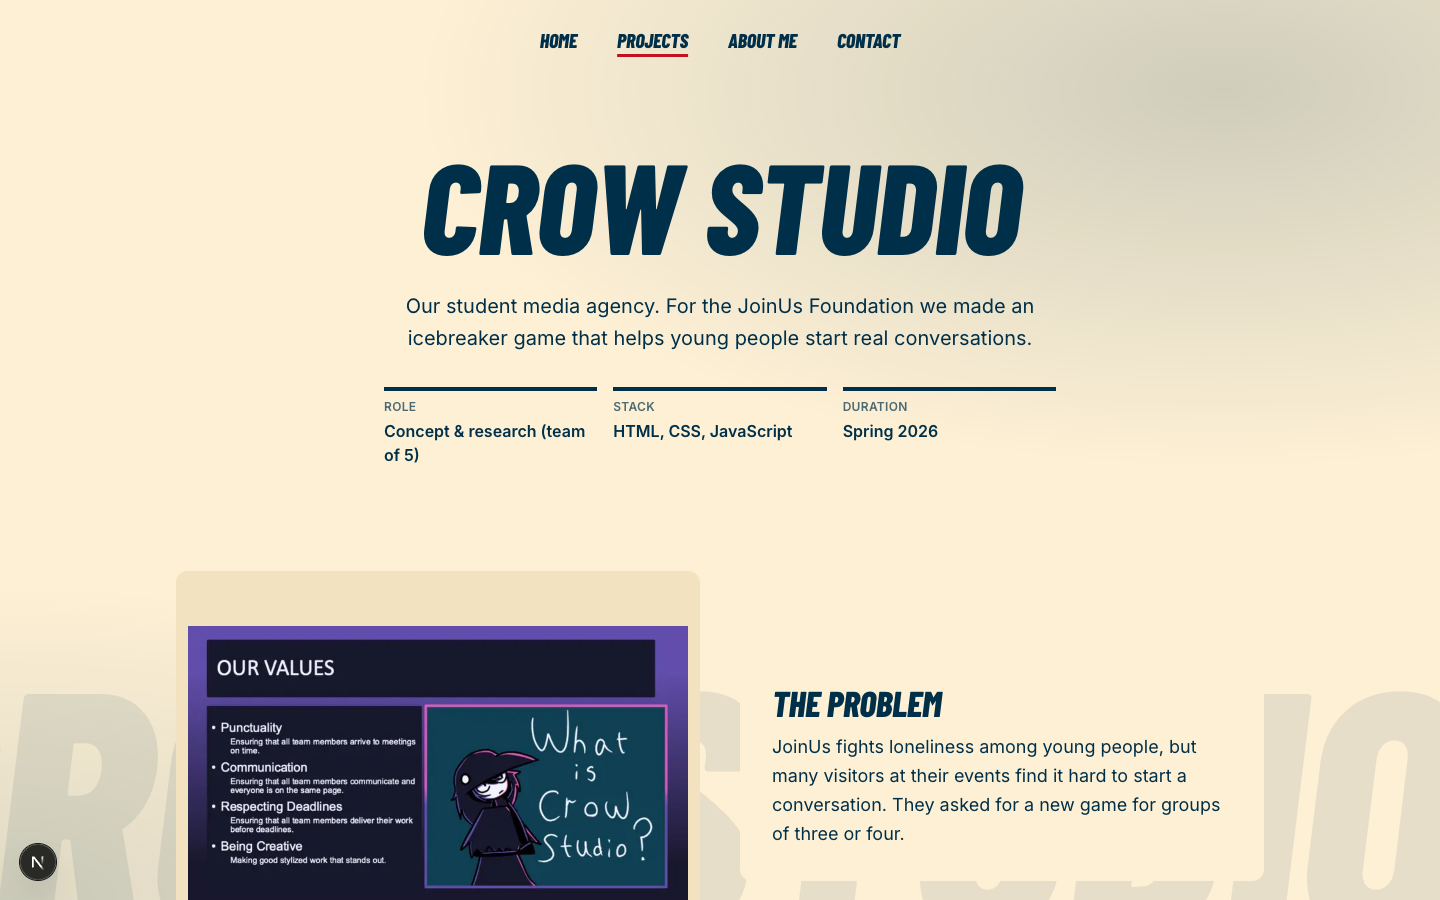 HOME PROJECTS ABOUT ME CONTACT
CROW STUDIO
Our student media agency. For the JoinUs Foundation we made an
icebreaker game that helps young people start real conversations.
ROLE
Concept & research (team
of 5)
STACK
HTML, CSS, JavaScript
DURATION
Spring 2026
OUR VALUES
• Punctuality
Ensuring that all team members arrive to meetings
on time.
• Communication
Ensuring that all team members communicate and
everyone is on the same page.
• Respecting Deadlines
Ensuring that all team members deliver their work
before deadlines.
• Being Creative
Making good stylized work that stands out.
What
is
Crow
Studio?
THE PROBLEM
JoinUs fights loneliness among young people, but
many visitors at their events find it hard to start a
conversation. They asked for a new game for groups
of three or four.
N